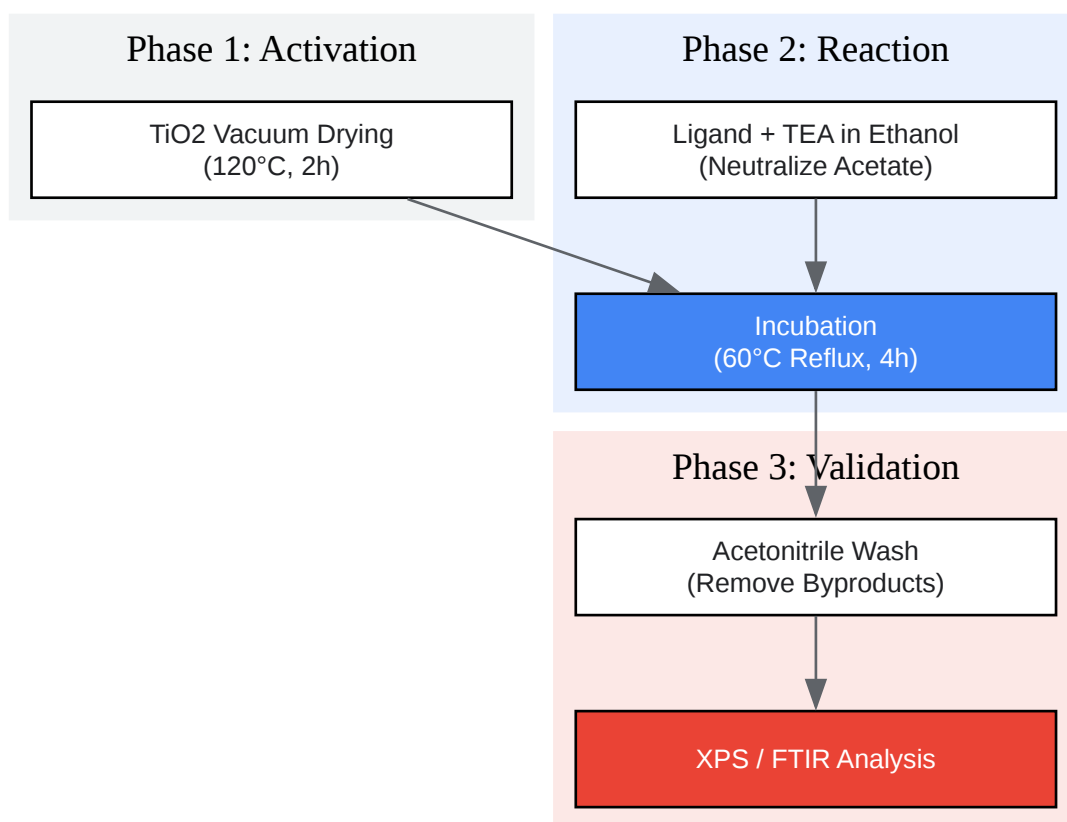 Phase 1: Activation
TiO2 Vacuum Drying
(120°C, 2h)
Phase 2: Reaction
Ligand + TEA in Ethanol
(Neutralize Acetate)
Incubation
(60°C Reflux, 4h)
Phase 3: Validation
Acetonitrile Wash
(Remove Byproducts)
XPS / FTIR Analysis